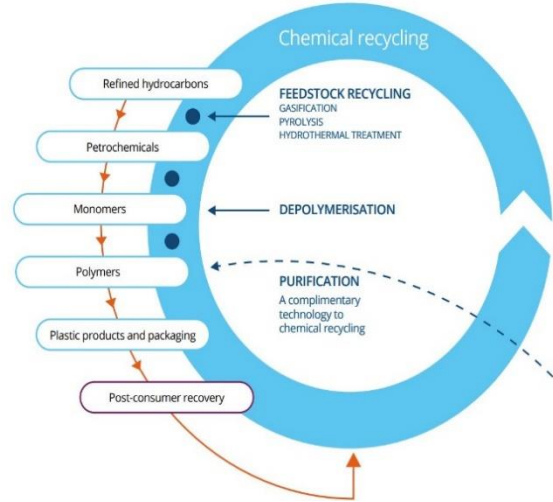 Chemical recycling
Refined hydrocarbons
FEEDSTOCK RECYCLING
GASIFICATION
PYROLYSIS
HYDROTHERMAL TREATMENT
Petrochemicals
Monomers
DEPOLYMERISATION
Polymers
PURIFICATION
A complimentary
technology to
chemical recycling
Plastic products and packaging
Post-consumer recovery